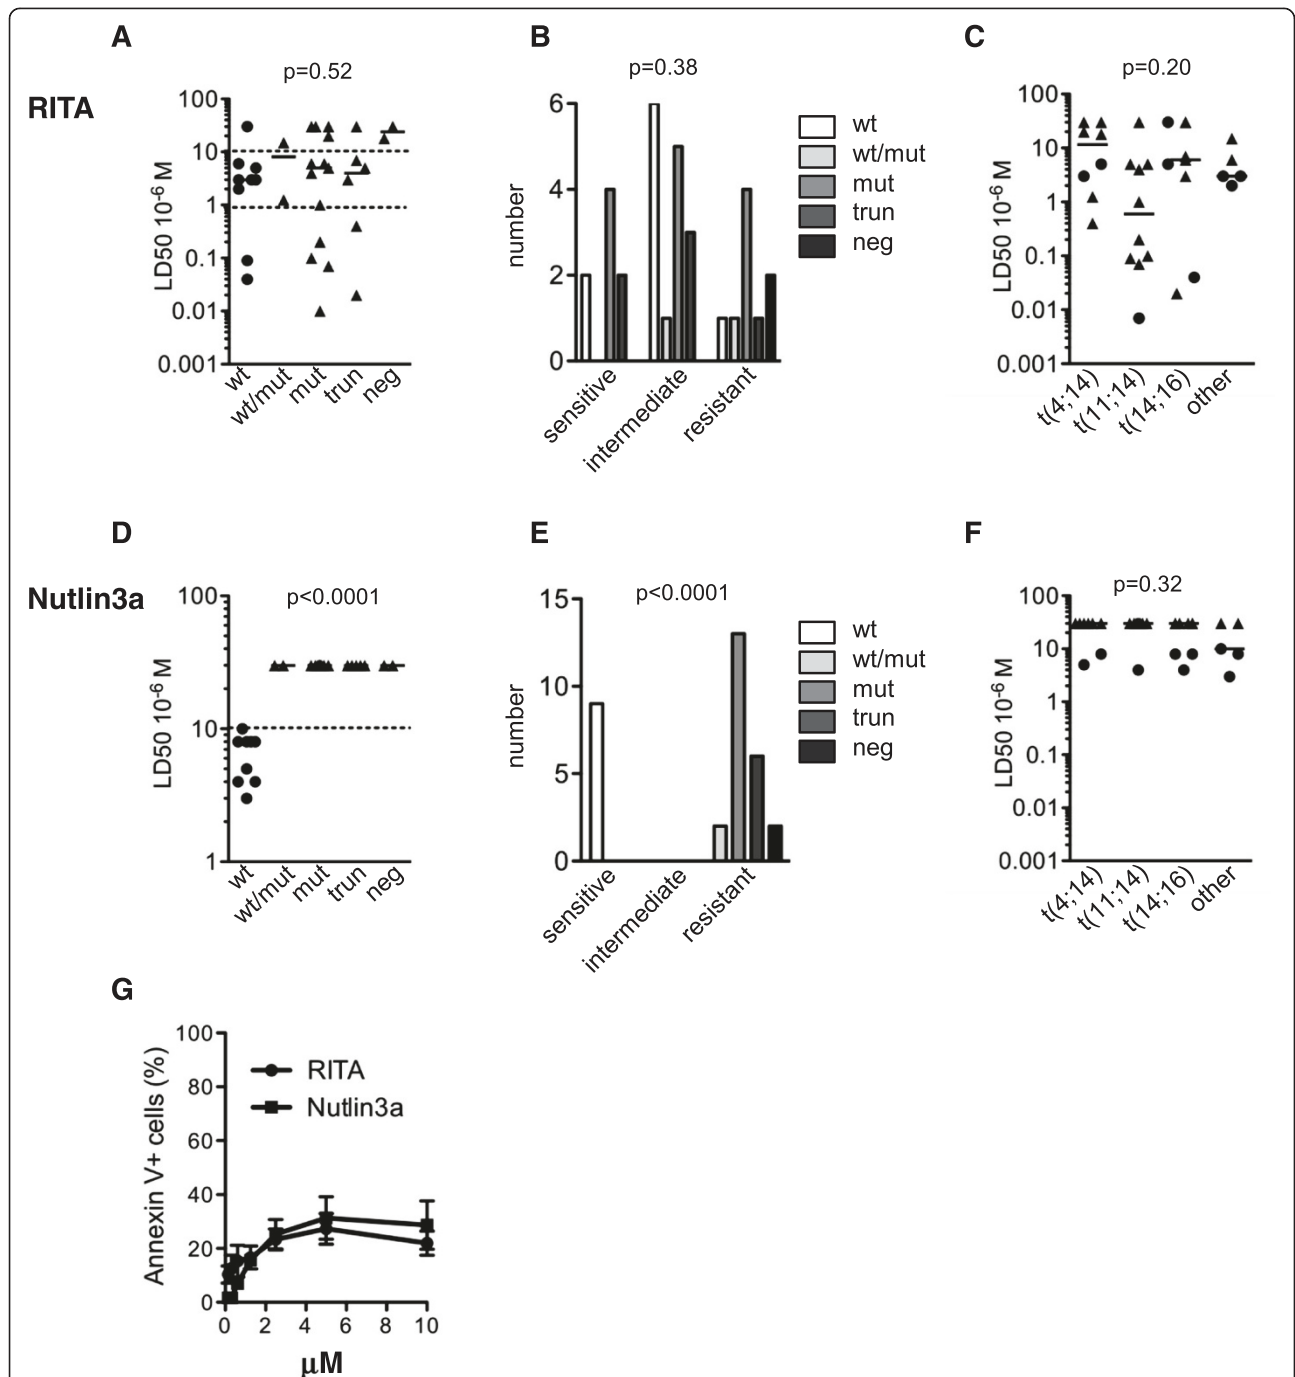 A
B
C
RITA
p=0.52
p=0.38
p=0.20
LD50 10-6 M
100
10
1
0.1
0.01
0.001
wt
wt/mut
mut
trun
neg
number
6
4
2
0
sensitive
intermediate
resistant
wt
wt/mut
mut
trun
neg
LD50 10-6 M
100
10
1
0.1
0.01
0.001
t(4;14)
t(11;14)
t(14;16)
other
D
E
F
Nutlin3a
p<0.0001
p<0.0001
p=0.32
LD50 10-6 M
100
10
1
wt
wt/mut
mut
trun
neg
number
15
10
5
0
sensitive
intermediate
resistant
wt
wt/mut
mut
trun
neg
LD50 10-6 M
100
10
1
0.1
0.01
0.001
t(4;14)
t(11;14)
t(14;16)
other
G
Annexin V+ cells (%)
100
80
60
40
20
0
RITA
Nutlin3a
0 2 4 6 8 10
μM